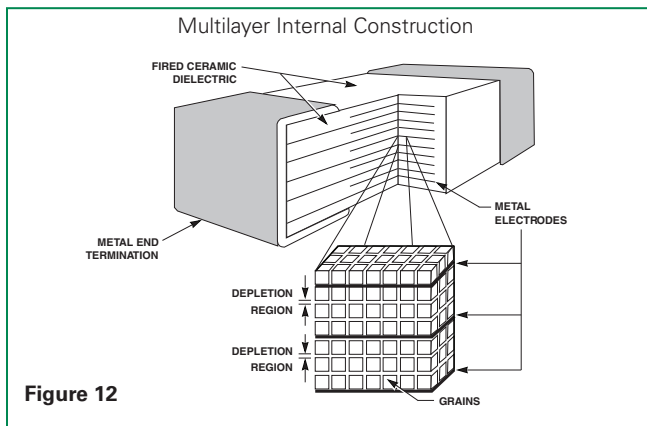 Multilayer Internal Construction
FIRED CERAMIC
DIELECTRIC
METAL
ELECTRODES
METAL END
TERMINATION
DEPLETION
REGION
DEPLETION
REGION
GRAINS
Figure 12